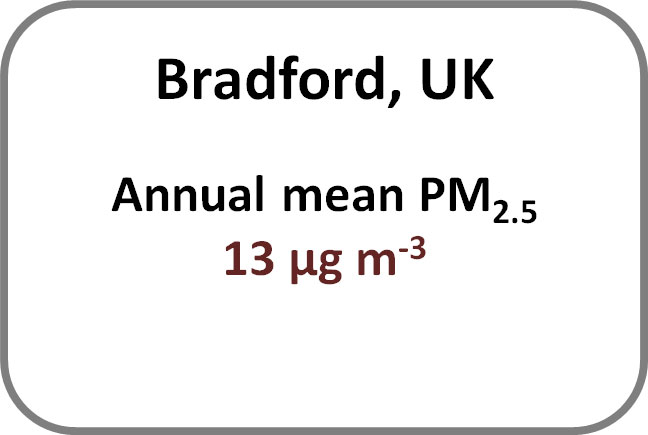 Bradford, UK
Annual mean PM₂.₅
13 µg m⁻³